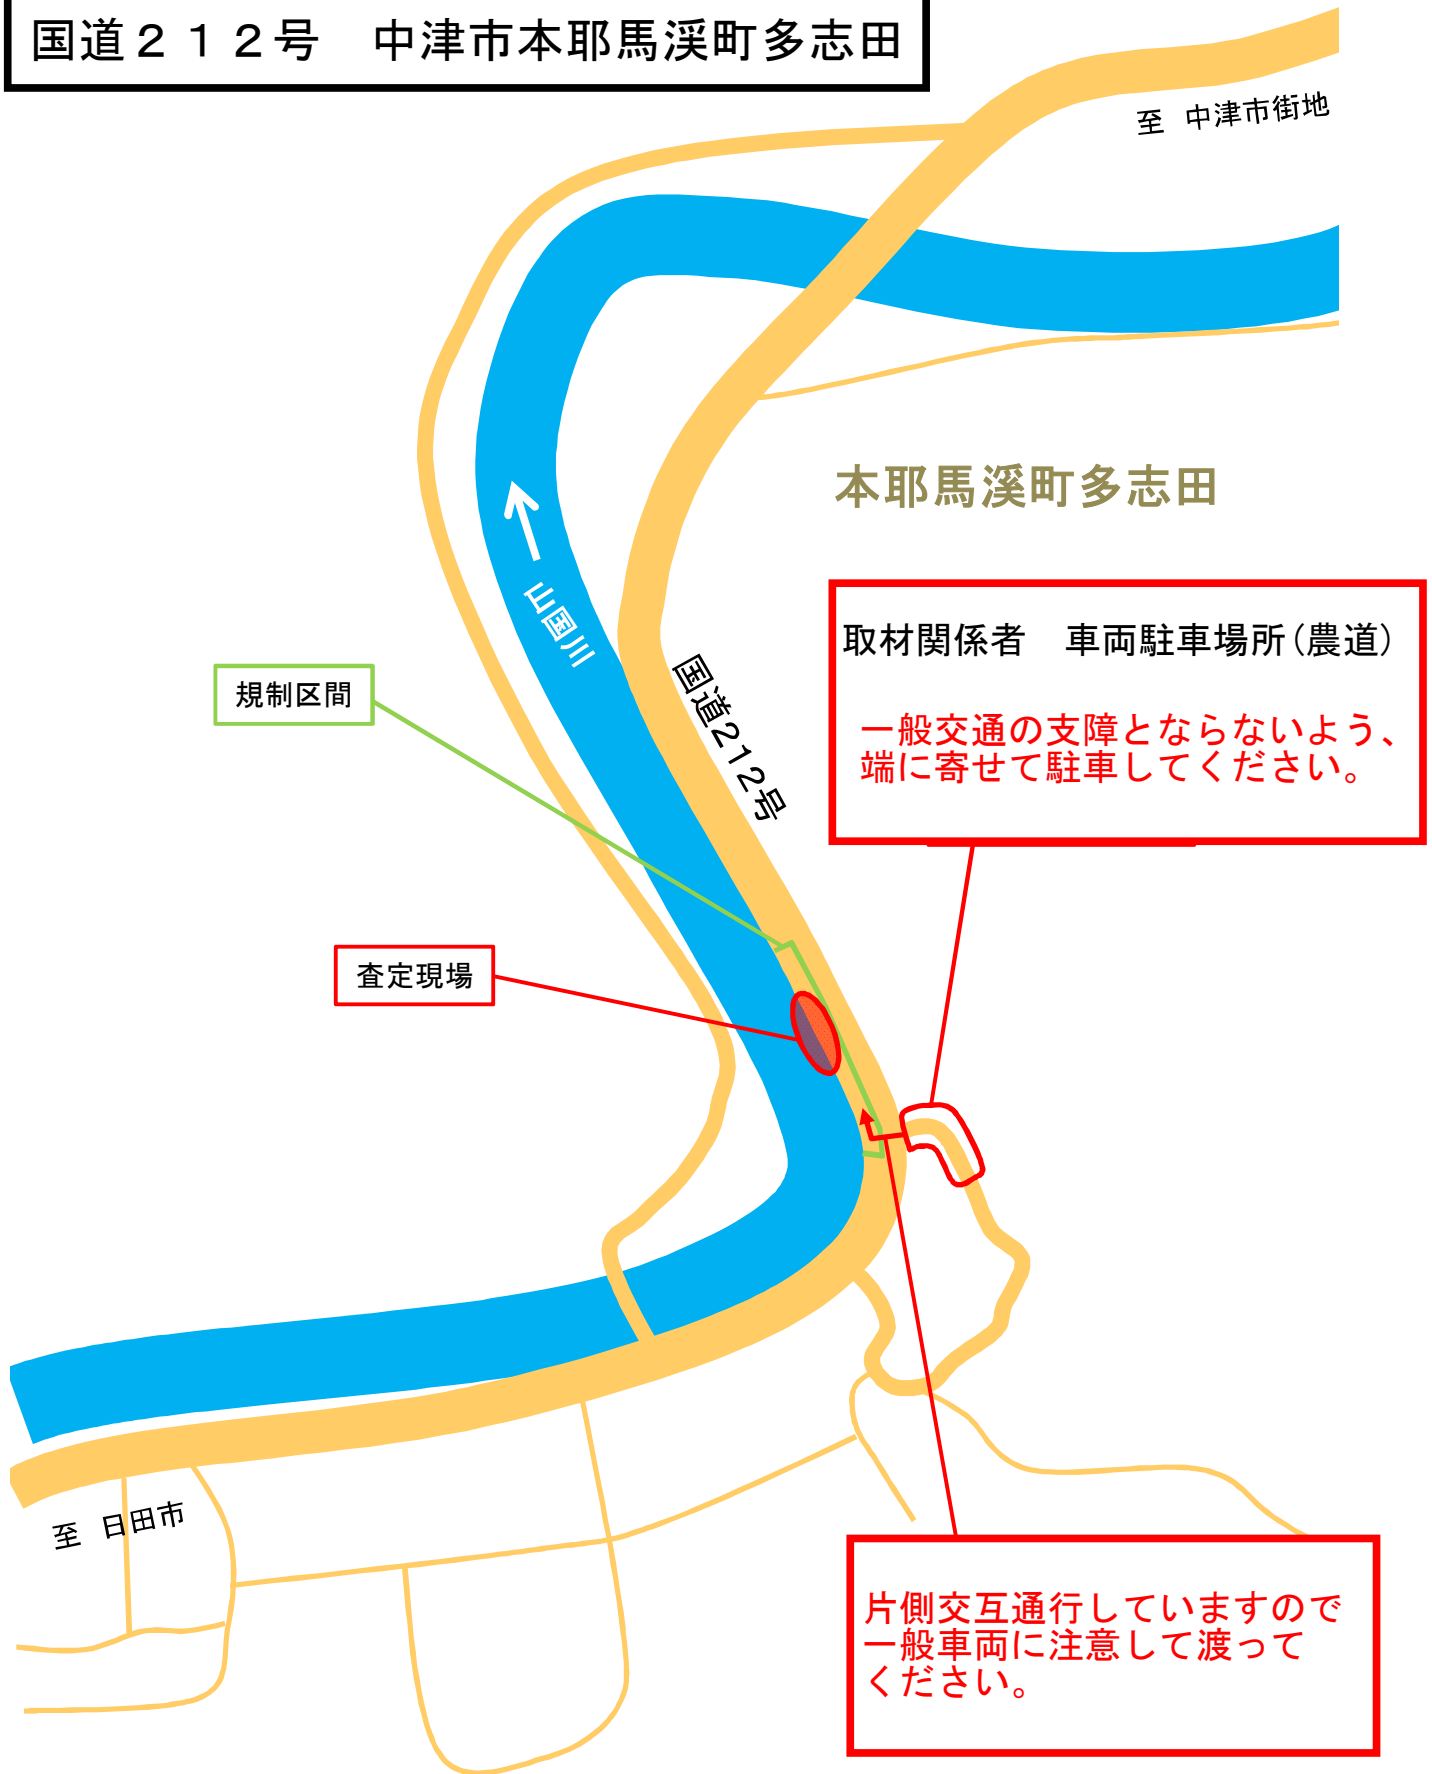 国道２１２号　中津市本耶馬渓町多志田
至　中津市街地
本耶馬渓町多志田
山国川
取材関係者　車両駐車場所(農道)
一般交通の支障とならないよう、
端に寄せて駐車してください。
規制区間
国道212号
査定現場
至　日田市
片側交互通行していますので
一般車両に注意して渡って
ください。